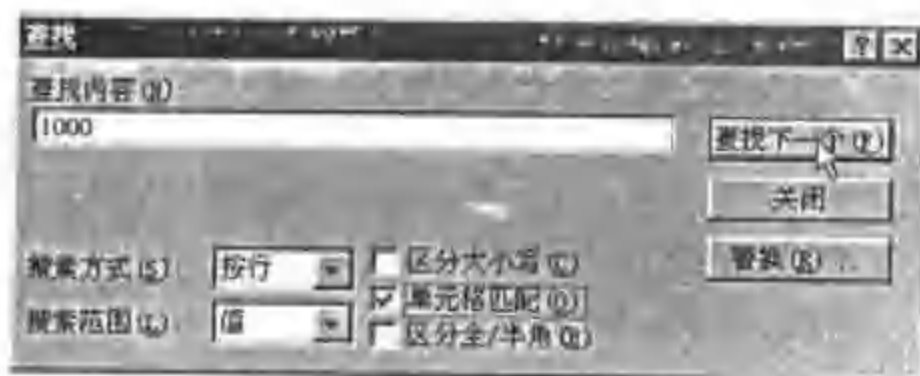 查找
查找内容(N)
1000
查找下一个(F)
关闭
搜索方式(S): 按行 区分大小写(C) 替换(R)...
单元格匹配(O)
搜索范围(L): 值
区分全/半角(B)